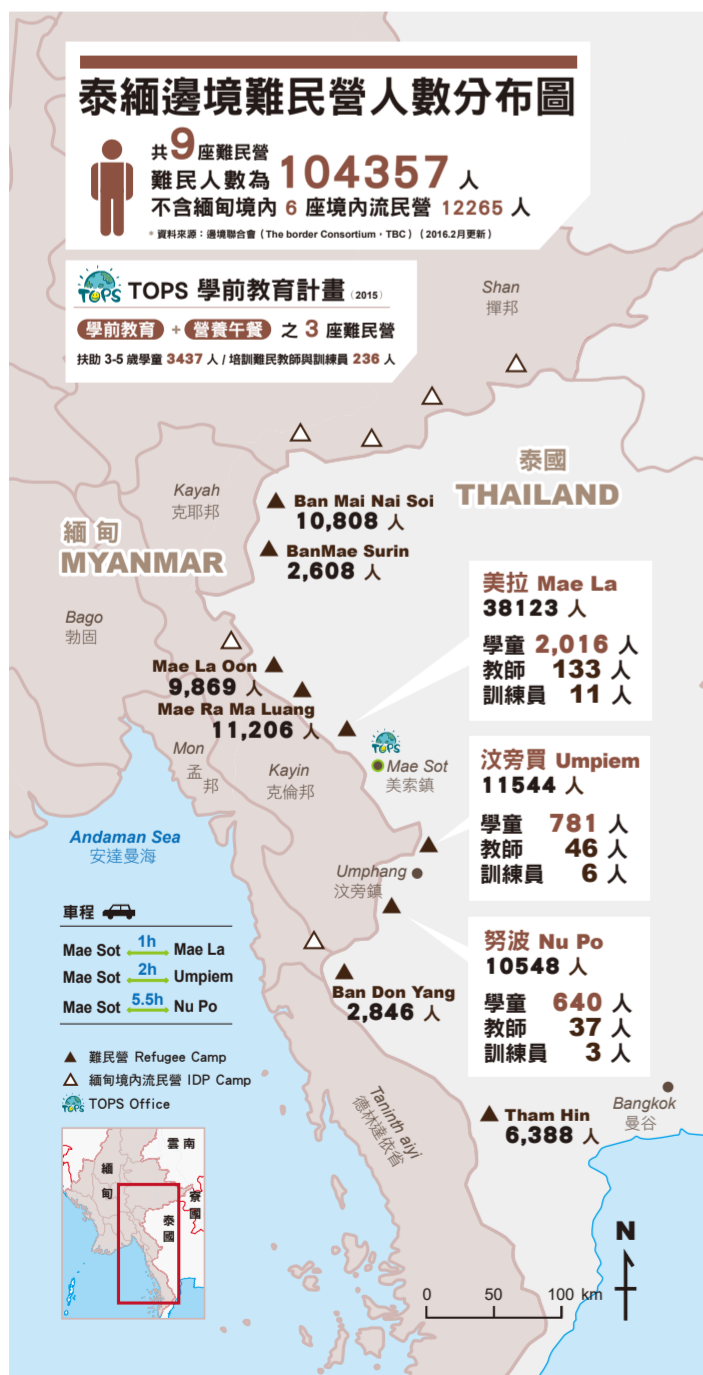 泰緬邊境難民營人數分布圖
共9座難民營
難民人數為 104357 人
不含緬甸境內 6 座境內流民營 12265 人
* 資料來源：邊境聯合會（The border Consortium，TBC）（2016.2月更新）
TOPS TOPS 學前教育計畫（2015）
學前教育 + 營養午餐 之 3 座難民營
扶助 3-5 歲學童 3437 人 / 培訓難民教師與訓練員 236 人
Shan
撣邦
泰國
THAILAND
Kayah
克耶邦
Ban Mai Nai Soi
10,808 人
BanMae Surin
2,608 人
緬甸
MYANMAR
Bago
勃固
Mae La Oon
9,869 人
Mae Ra Ma Luang
11,206 人
美拉 Mae La
38123 人
學童 2,016 人
教師 133 人
訓練員 11 人
Mon
孟邦
Kayin
克倫邦
TOPS
Mae Sot
美索鎮
汶旁買 Umpiem
11544 人
學童 781 人
教師 46 人
訓練員 6 人
Andaman Sea
安達曼海
Umphang
汶旁鎮
努波 Nu Po
10548 人
學童 640 人
教師 37 人
訓練員 3 人
車程
Mae Sot 1h Mae La
Mae Sot 2h Umpiem
Mae Sot 5.5h Nu Po
Ban Don Yang
2,846 人
難民營 Refugee Camp
緬甸境內流民營 IDP Camp
TOPS TOPS Office
Taninth aiyi
德林達依省
Tham Hin
6,388 人
Bangkok
曼谷
雲南
緬甸
寮國
泰國
N
0 50 100 km